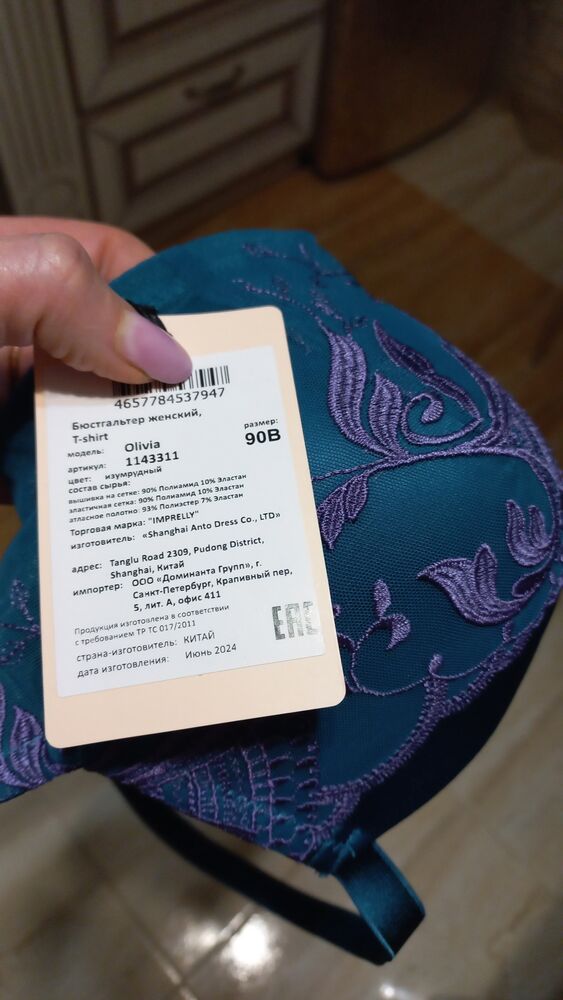 4657784537947
Бюстгальтер женский,
T-shirt
размер:
90B
модель: Olivia
артикул: 1143311
цвет: изумрудный
состав сырья:
вышивка на сетке: 90% Полиамид 10% Эластан
эластичная сетка: 90% Полиамид 10% Эластан
атласное полотно: 93% Полиэстер 7% Эластан
Торговая марка: "IMPRELLY"
изготовитель: «Shanghai Anto Dress Co., LTD»
адрес: Tanglu Road 2309, Pudong District,
Shanghai, Китай
импортер: ООО «Доминанта Групп», г.
Санкт-Петербург, Крапивный пер,
5, лит. А, офис 411
Продукция изготовлена в соответствии
с требованием ТР ТС 017/2011
EAC
страна-изготовитель: КИТАЙ
дата изготовления: Июнь 2024